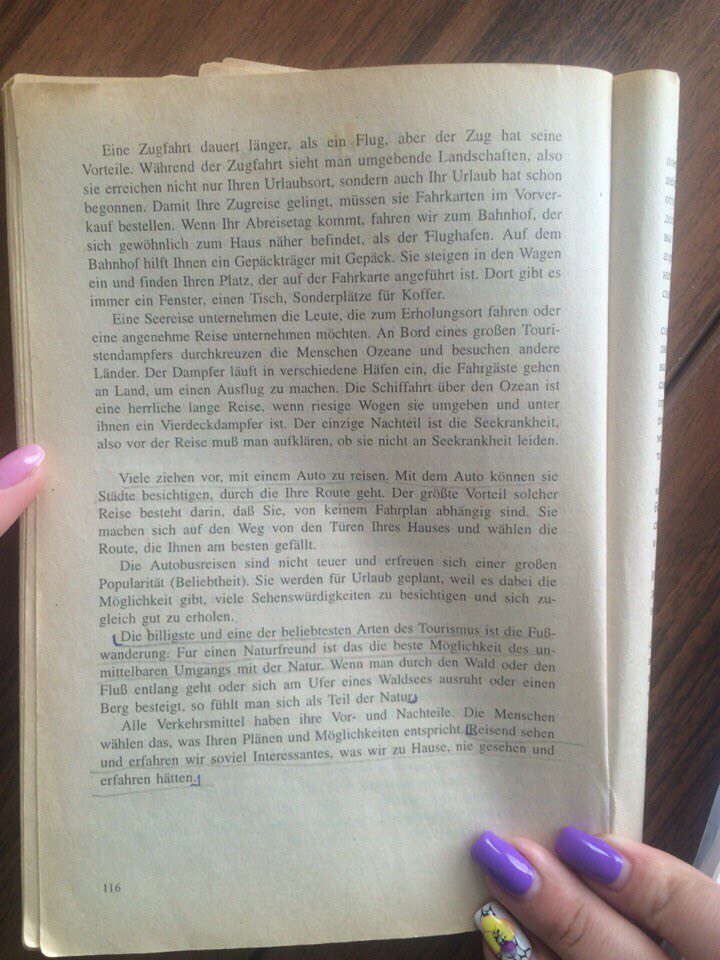 Eine Zugfahrt dauert länger, als ein Flug, aber der Zug hat seine
Vorteile. Während der Zugfahrt sieht man umgebende Landschaften, also
sie erreichen nicht nur Ihren Urlaubsort, sondern auch Ihr Urlaub hat schon
begonnen. Damit Ihre Zugreise gelingt, müssen sie Fahrkarten im Vorver-
kauf bestellen. Wenn Ihr Abreisetag kommt, fahren wir zum Bahnhof, der
sich gewöhnlich zum Haus näher befindet, als der Flughafen. Auf dem
Bahnhof hilft Ihnen ein Gepäckträger mit Gepäck. Sie steigen in den Wagen
ein und finden Ihren Platz, der auf der Fahrkarte angeführt ist. Dort gibt es
immer ein Fenster, einen Tisch, Sonderplätze für Koffer.
Eine Seereise unternehmen die Leute, die zum Erholungsort fahren oder
eine angenehme Reise unternehmen möchten. An Bord eines großen Touri-
stendampfers durchkreuzen die Menschen Ozeane und besuchen andere
Länder. Der Dampfer läuft in verschiedene Häfen ein, die Fahrgäste gehen
an Land, um einen Ausflug zu machen. Die Schiffahrt über den Ozean ist
eine herrliche lange Reise, wenn riesige Wogen sie umgeben und unter
ihnen ein Vierdeckdampfer ist. Der einzige Nachteil ist die Seekrankheit,
also vor der Reise muß man aufklären, ob sie nicht an Seekrankheit leiden.
Viele ziehen vor, mit einem Auto zu reisen. Mit dem Auto können sie
Städte besichtigen, durch die Ihre Route geht. Der größte Vorteil solcher
Reise besteht darin, daß Sie, von keinem Fahrplan abhängig sind. Sie
machen sich auf den Weg von den Türen Ihres Hauses und wählen die
Route, die Ihnen am besten gefällt.
Die Autobusreisen sind nicht teuer und erfreuen sich einer großen
Popularität (Beliebtheit). Sie werden für Urlaub geplant, weil es dabei die
Möglichkeit gibt, viele Sehenswürdigkeiten zu besichtigen und sich zu-
gleich gut zu erholen.
Die billigste und eine der beliebtesten Arten des Tourismus ist die Fuß-
wanderung: Fur einen Naturfreund ist das die beste Möglichkeit des un-
mittelbaren Umgangs mit der Natur. Wenn man durch den Wald oder den
Fluß entlang geht oder sich am Ufer eines Waldsees ausruht oder einen
Berg besteigt, so fühlt man sich als Teil der Natur.
Alle Verkehrsmittel haben ihre Vor- und Nachteile. Die Menschen
wählen das, was Ihren Plänen und Möglichkeiten entspricht. Reisend sehen
und erfahren wir soviel Interessantes, was wir zu Hause, nie gesehen und
erfahren hätten.
116